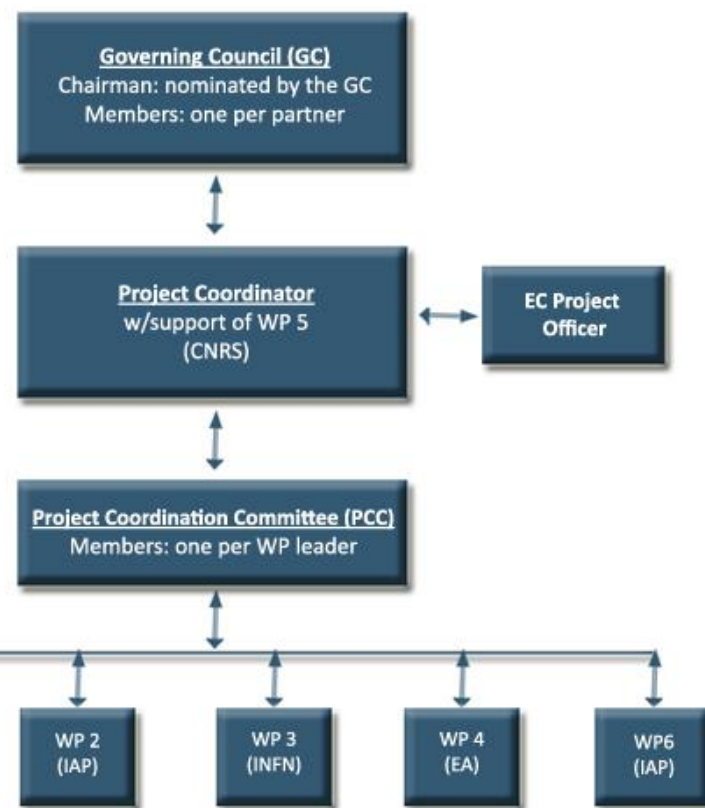 Governing Council (GC)
Chairman: nominated by the GC
Members: one per partner
Project Coordinator
w/support of WP 5
(CNRS)
EC Project
Officer
Project Coordination Committee (PCC)
Members: one per WP leader
WP 2
(IAP)
WP 3
(INFN)
WP 4
(EA)
WP6
(IAP)